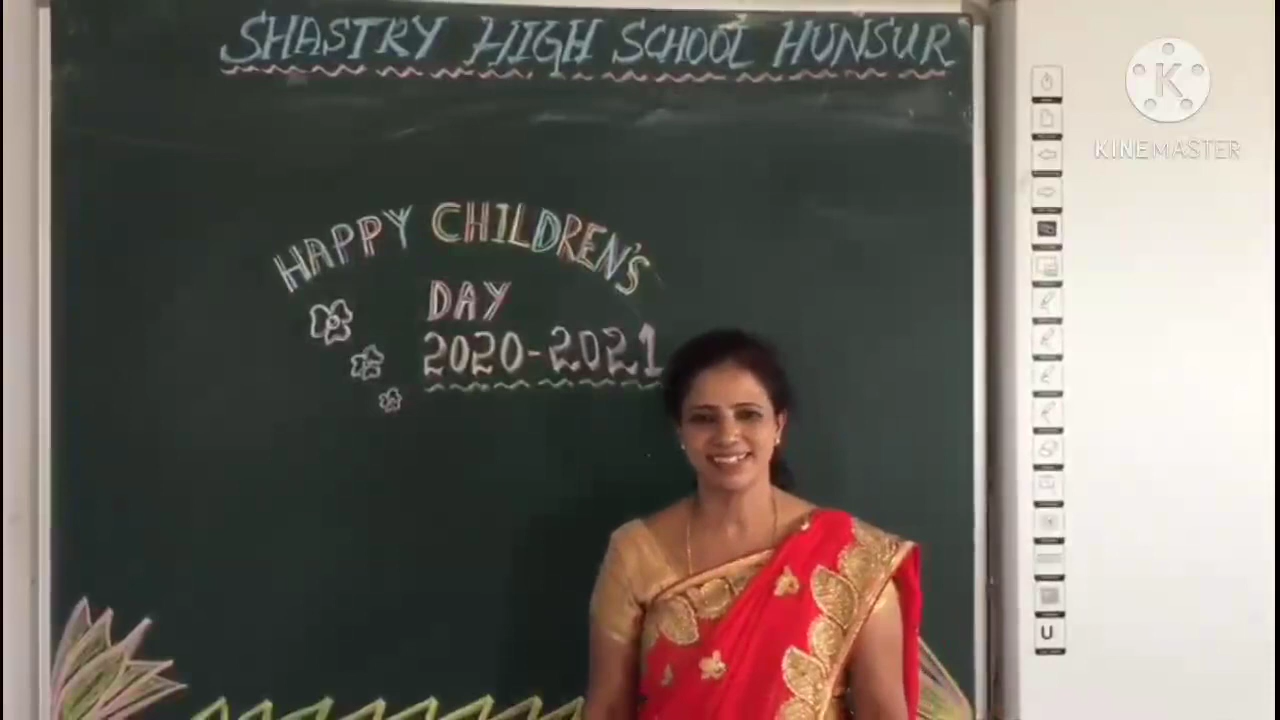 SHASTRY HIGH SCHOOL HUNSUR
HAPPY CHILDREN'S
DAY
2020-2021
K
KINEMASTER
U